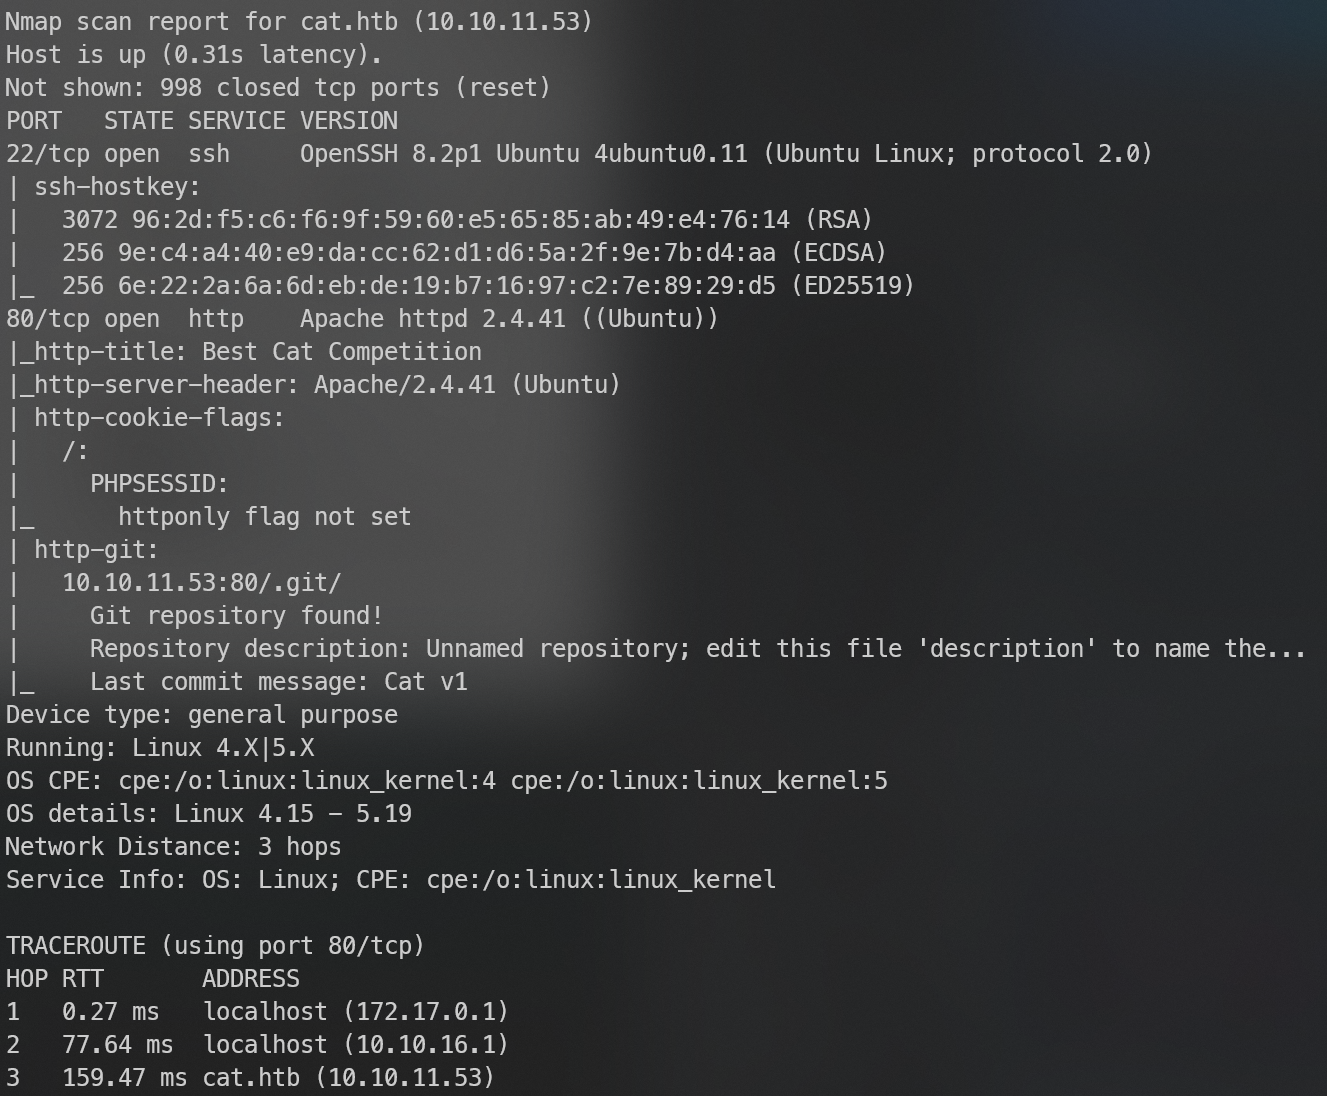 Nmap scan report for cat.htb (10.10.11.53)
Host is up (0.31s latency).
Not shown: 998 closed tcp ports (reset)
PORT   STATE SERVICE VERSION
22/tcp open  ssh     OpenSSH 8.2p1 Ubuntu 4ubuntu0.11 (Ubuntu Linux; protocol 2.0)
| ssh-hostkey:
|   3072 96:2d:f5:c6:f6:9f:59:60:e5:65:85:ab:49:e4:76:14 (RSA)
|   256 9e:c4:a4:40:e9:da:cc:62:d1:d6:5a:2f:9e:7b:d4:aa (ECDSA)
|_  256 6e:22:2a:6a:6d:eb:de:19:b7:16:97:c2:7e:89:29:d5 (ED25519)
80/tcp open  http    Apache httpd 2.4.41 ((Ubuntu))
|_http-title: Best Cat Competition
|_http-server-header: Apache/2.4.41 (Ubuntu)
| http-cookie-flags:
|   /:
|     PHPSESSID:
|_      httponly flag not set
| http-git:
|   10.10.11.53:80/.git/
|     Git repository found!
|     Repository description: Unnamed repository; edit this file 'description' to name the...
|_    Last commit message: Cat v1
Device type: general purpose
Running: Linux 4.X|5.X
OS CPE: cpe:/o:linux:linux_kernel:4 cpe:/o:linux:linux_kernel:5
OS details: Linux 4.15 - 5.19
Network Distance: 3 hops
Service Info: OS: Linux; CPE: cpe:/o:linux:linux_kernel

TRACEROUTE (using port 80/tcp)
HOP RTT       ADDRESS
1   0.27 ms   localhost (172.17.0.1)
2   77.64 ms  localhost (10.10.16.1)
3   159.47 ms cat.htb (10.10.11.53)